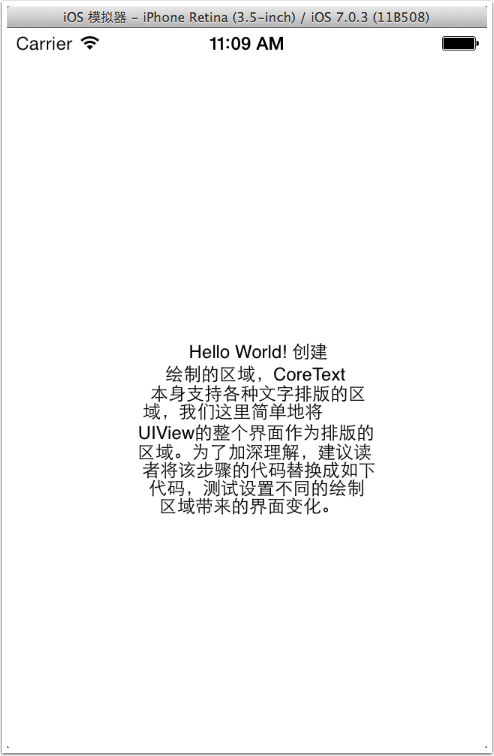 iOS 模拟器 – iPhone Retina (3.5-inch) / iOS 7.0.3 (11B508)
Carrier 11:09 AM
Hello World! 创建
绘制的区域，CoreText
本身支持各种文字排版的区
域，我们这里简单地将
UIView的整个界面作为排版的
区域。为了加深理解，建议读
者将该步骤的代码替换成如下
代码，测试设置不同的绘制
区域带来的界面变化。